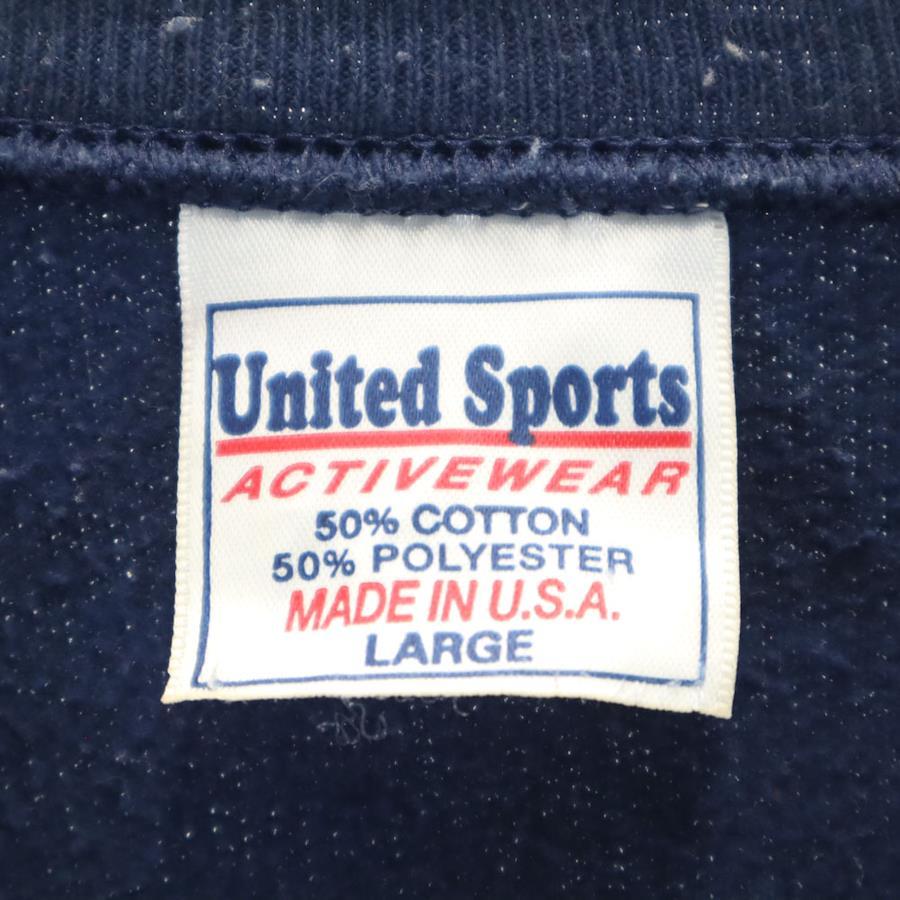 United Sports
ACTIVEWEAR
50% COTTON
50% POLYESTER
MADE IN U.S.A.
LARGE